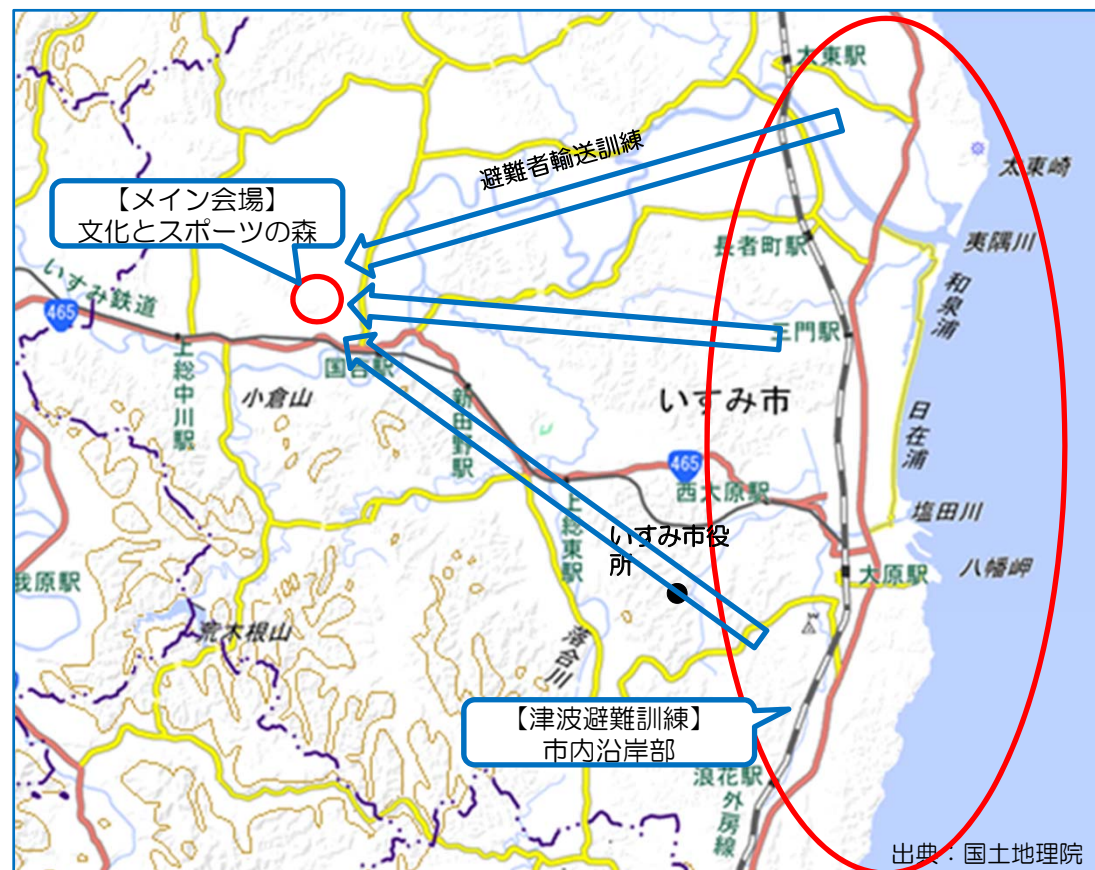 太東駅
避難者輸送訓練
太東崎
【メイン会場】
文化とスポーツの森
長者町駅
夷隅川
いすみ鉄道
和泉浦
465
三門駅
上総中川駅
国吉駅
小倉山
新田野駅
いすみ市
日在浦
465
西大原駅
塩田川
いすみ市役
所
上総東駅
大原駅
八幡岬
我原駅
荒木根山
落合川
【津波避難訓練】
市内沿岸部
浪花駅
外房線
出典：国土地理院